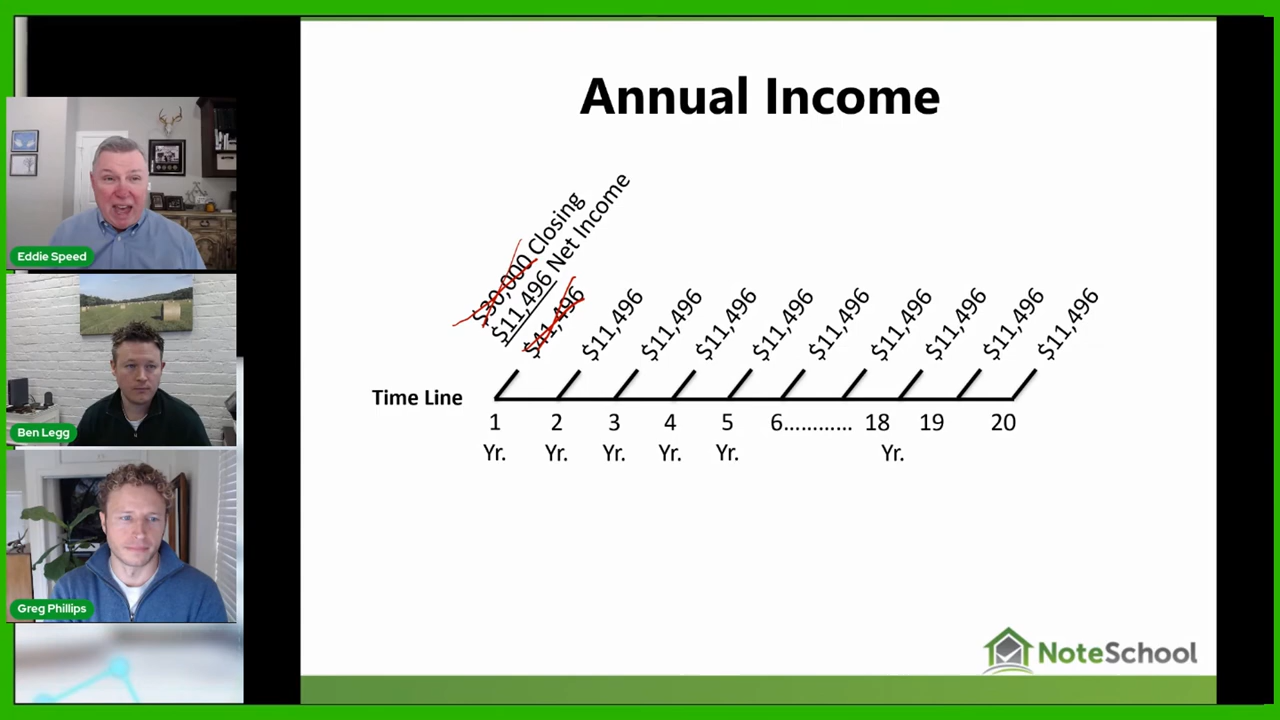 Annual Income
$30,000 Closing
$11,496 Net Income
$41,496
$11,496
$11,496
$11,496
$11,496
$11,496
$11,496
$11,496
$11,496
$11,496
Time Line
1 2 3 4 5 6............ 18 19 20
Yr. Yr. Yr. Yr. Yr. Yr.
Eddie Speed
Ben Legg
Greg Phillips
NoteSchool